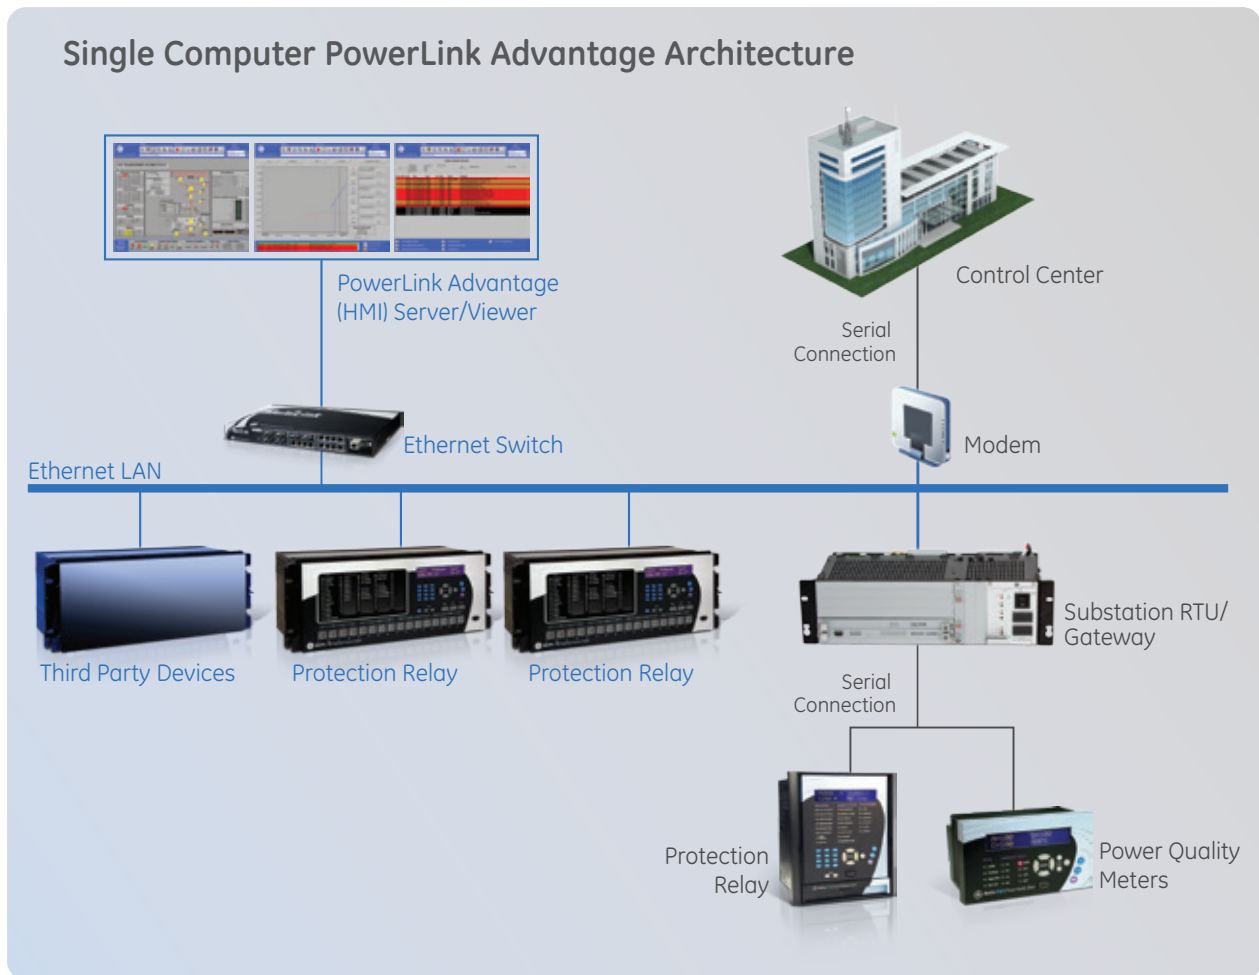 Single Computer PowerLink Advantage Architecture
PowerLink Advantage
(HMI) Server/Viewer
Control Center
Serial
Connection
Ethernet Switch
Modem
Ethernet LAN
Third Party Devices
Protection Relay
Protection Relay
Substation RTU/
Gateway
Serial
Connection
Protection
Relay
Power Quality
Meters